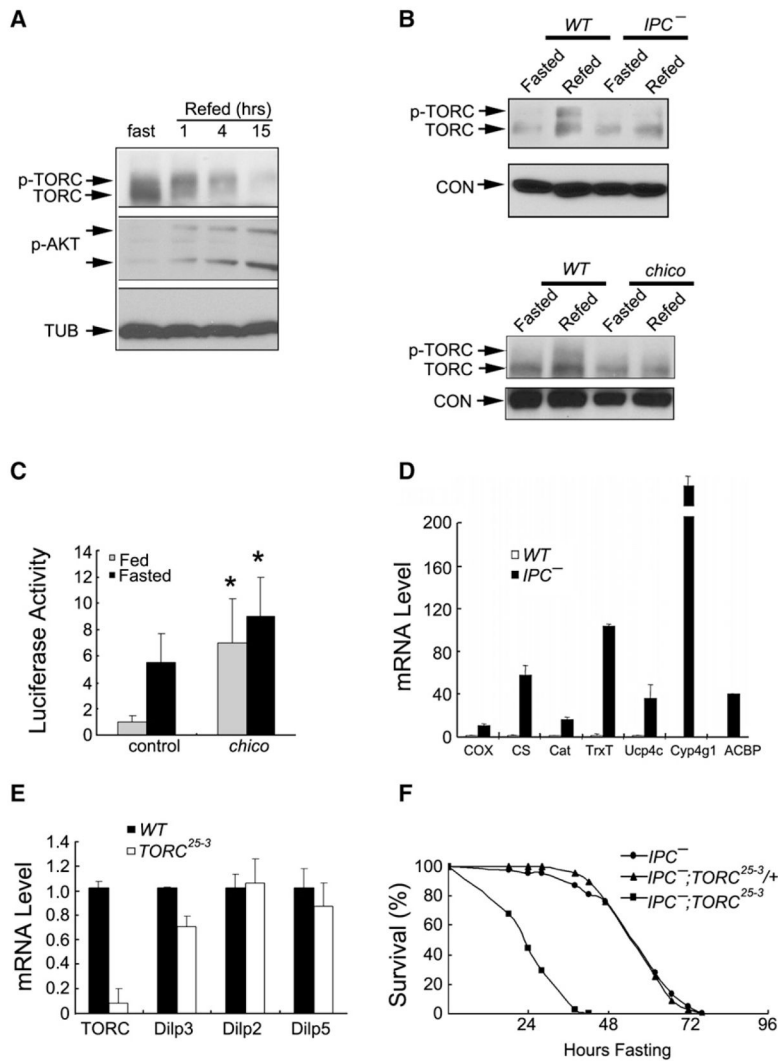 A
Refed (hrs)
fast 1 4 15
p-TORC
TORC
p-AKT
TUB
B
WT IPC⁻
Fasted Refed Fasted Refed
p-TORC
TORC
CON
WT chico
Fasted Refed Fasted Refed
p-TORC
TORC
CON
C
Luciferase Activity
14
12
10
8
6
4
2
0
Fed
Fasted
* *
control chico
D
mRNA Level
200
160
120
80
40
0
WT
IPC⁻
COX CS Cat TrxT Ucp4c Cyp4g1 ACBP
E
mRNA Level
1.4
1.2
1.0
0.8
0.6
0.4
0.2
0
WT
TORC²⁵⁻³
TORC Dilp3 Dilp2 Dilp5
F
Survival (%)
100
80
60
40
20
0
IPC⁻
IPC⁻;TORC²⁵⁻³/+
IPC⁻;TORC²⁵⁻³
24 48 72 96
Hours Fasting